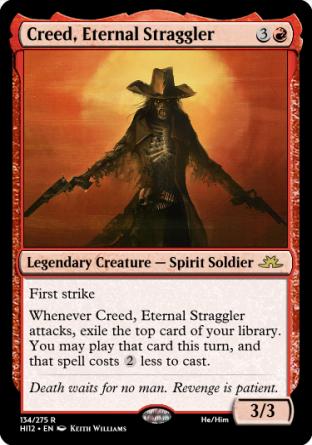 Creed, Eternal Straggler 3
Legendary Creature — Spirit Soldier
First strike
Whenever Creed, Eternal Straggler
attacks, exile the top card of your library.
You may play that card this turn, and
that spell costs 2 less to cast.
Death waits for no man. Revenge is patient.
134/275 R
HI12 • EN Keith Williams
He/Him
3/3